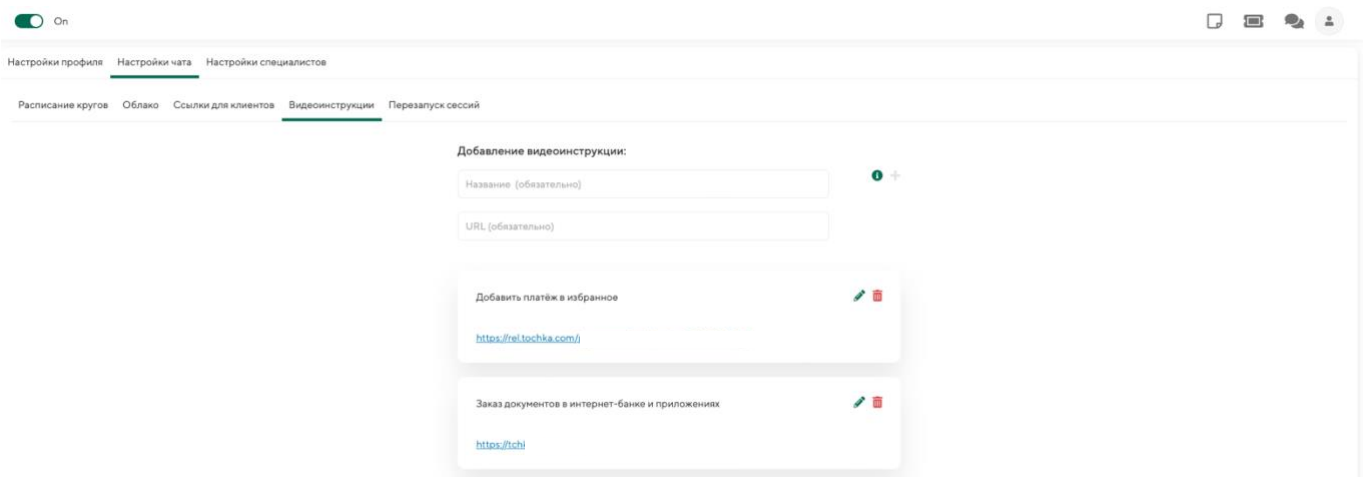 On
Настройки профиля Настройки чата Настройки специалистов
Расписание кругов Облако Ссылки для клиентов Видеоинструкции Перезапуск сессий
Добавление видеоинструкции:
Название (обязательно)
URL (обязательно)
Добавить платёж в избранное
https://rel.tochka.com/
Заказ документов в интернет-банке и приложениях
https://tchi